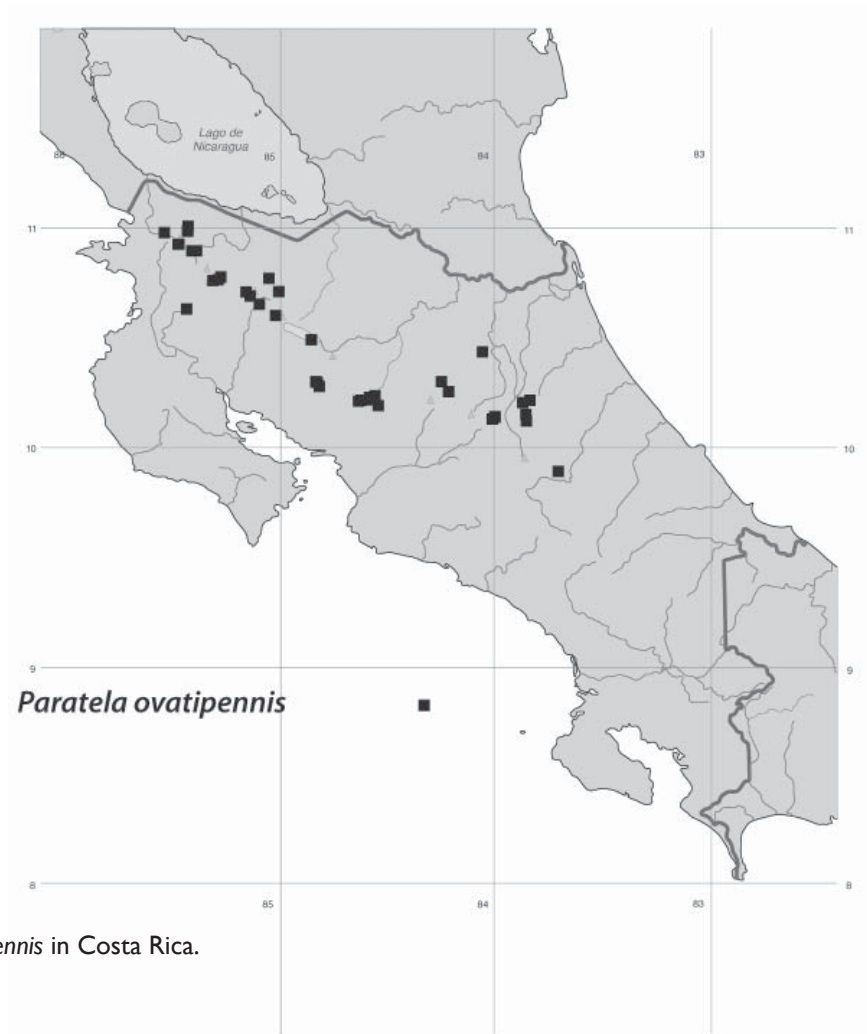 Lago de
Nicaragua
86 85 84 83
11 11
10 10
9 9
Paratela ovatipennis
8 8
85 84 83
ennis in Costa Rica.